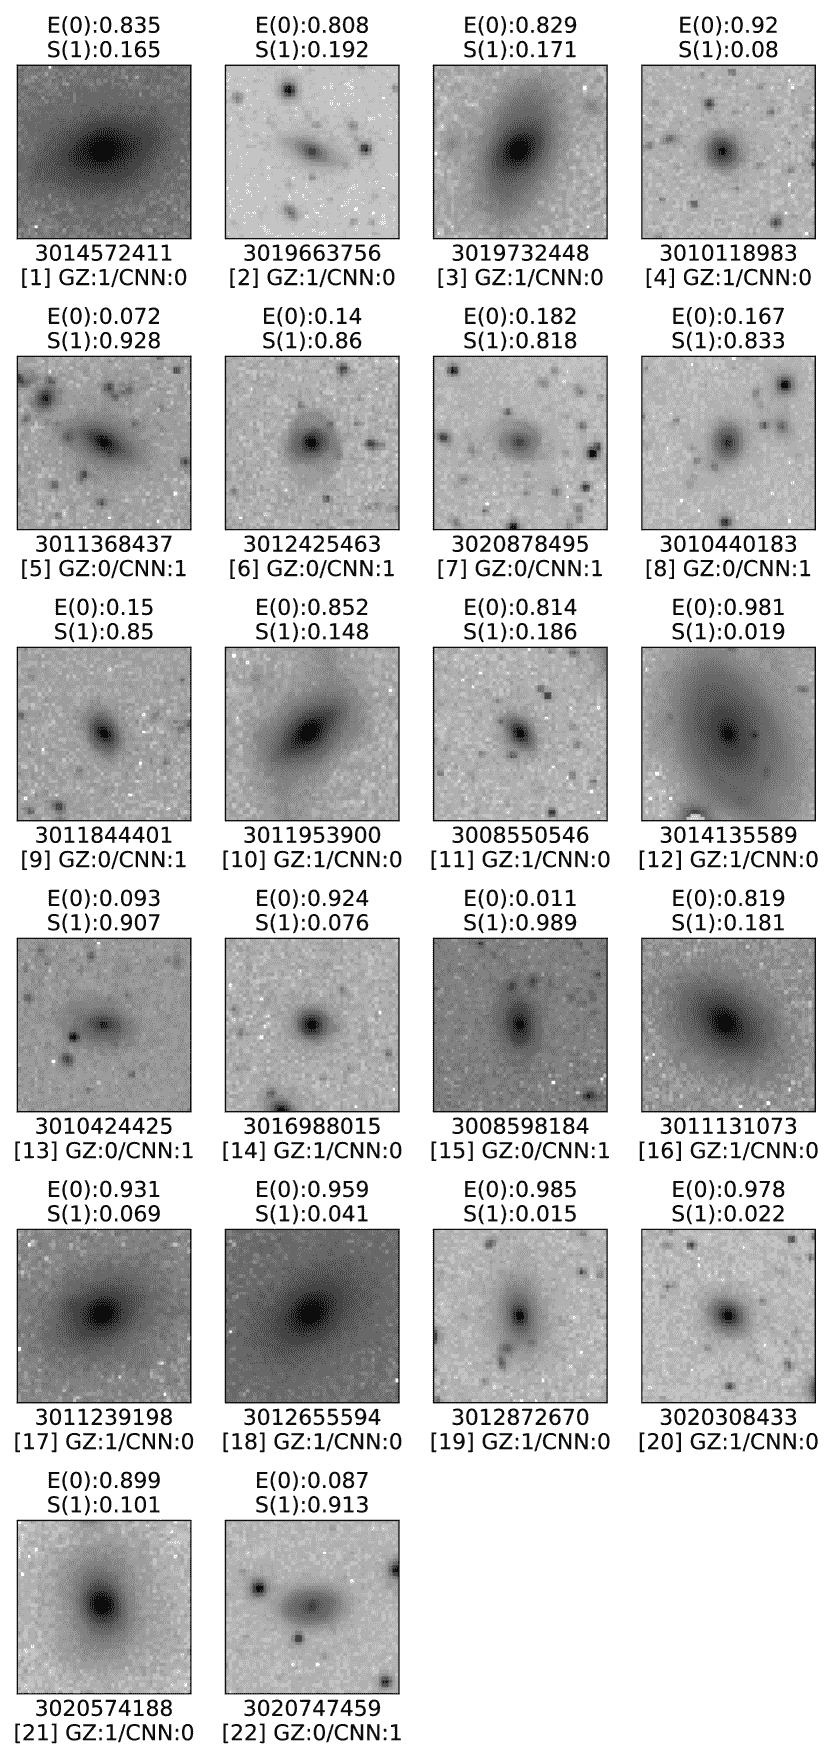 E(0):0.835 E(0):0.808 E(0):0.829 E(0):0.92
S(1):0.165 S(1):0.192 S(1):0.171 S(1):0.08
3014572411 3019663756 3019732448 3010118983
[1] GZ:1/CNN:0 [2] GZ:1/CNN:0 [3] GZ:1/CNN:0 [4] GZ:1/CNN:0
E(0):0.072 E(0):0.14 E(0):0.182 E(0):0.167
S(1):0.928 S(1):0.86 S(1):0.818 S(1):0.833
3011368437 3012425463 3020878495 3010440183
[5] GZ:0/CNN:1 [6] GZ:0/CNN:1 [7] GZ:0/CNN:1 [8] GZ:0/CNN:1
E(0):0.15 E(0):0.852 E(0):0.814 E(0):0.981
S(1):0.85 S(1):0.148 S(1):0.186 S(1):0.019
3011844401 3011953900 3008550546 3014135589
[9] GZ:0/CNN:1 [10] GZ:1/CNN:0 [11] GZ:1/CNN:0 [12] GZ:1/CNN:0
E(0):0.093 E(0):0.924 E(0):0.011 E(0):0.819
S(1):0.907 S(1):0.076 S(1):0.989 S(1):0.181
3010424425 3016988015 3008598184 3011131073
[13] GZ:0/CNN:1 [14] GZ:1/CNN:0 [15] GZ:0/CNN:1 [16] GZ:1/CNN:0
E(0):0.931 E(0):0.959 E(0):0.985 E(0):0.978
S(1):0.069 S(1):0.041 S(1):0.015 S(1):0.022
3011239198 3012655594 3012872670 3020308433
[17] GZ:1/CNN:0 [18] GZ:1/CNN:0 [19] GZ:1/CNN:0 [20] GZ:1/CNN:0
E(0):0.899 E(0):0.087
S(1):0.101 S(1):0.913
3020574188 3020747459
[21] GZ:1/CNN:0 [22] GZ:0/CNN:1